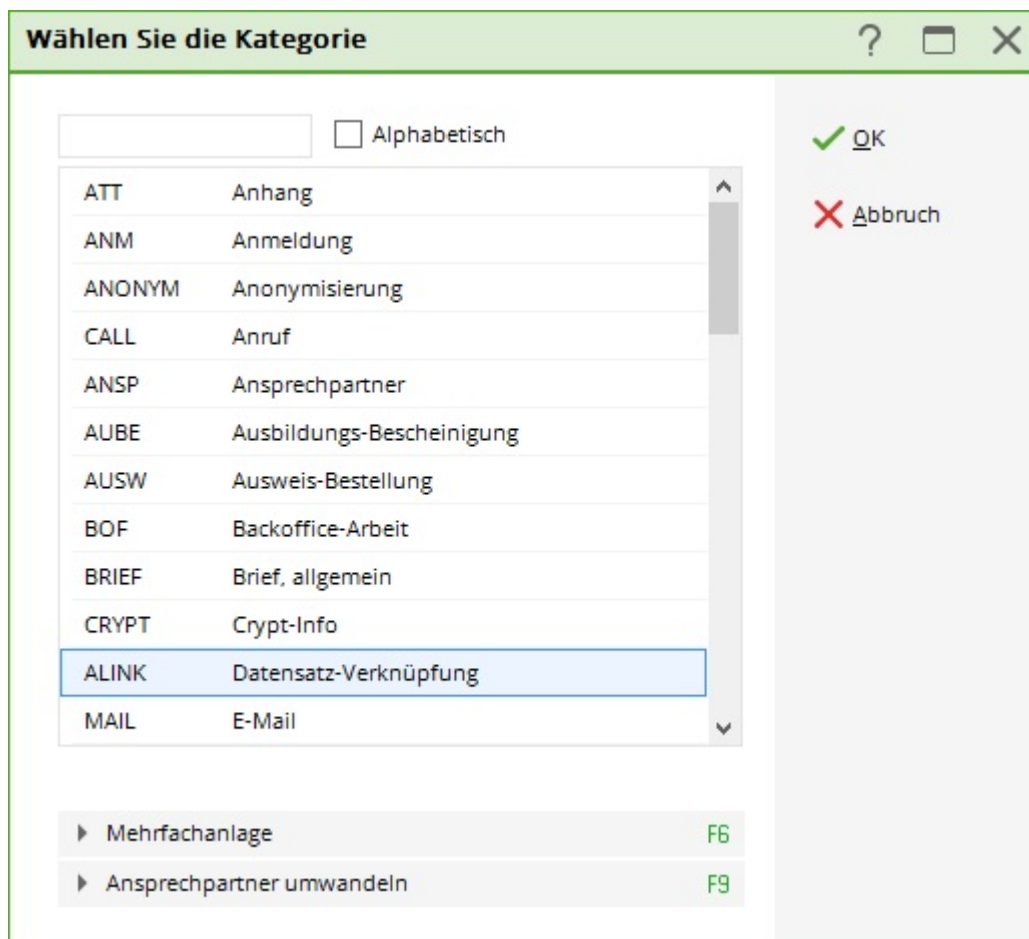 Wählen Sie die Kategorie
Alphabetisch
OK
Abbruch
ATT Anhang
ANM Anmeldung
ANONYM Anonymisierung
CALL Anruf
ANSP Ansprechpartner
AUBE Ausbildungs-Bescheinigung
AUSW Ausweis-Bestellung
BOF Backoffice-Arbeit
BRIEF Brief, allgemein
CRYPT Crypt-Info
ALINK Datensatz-Verknüpfung
MAIL E-Mail
Mehrfachanlage F6
Ansprechpartner umwandeln F9